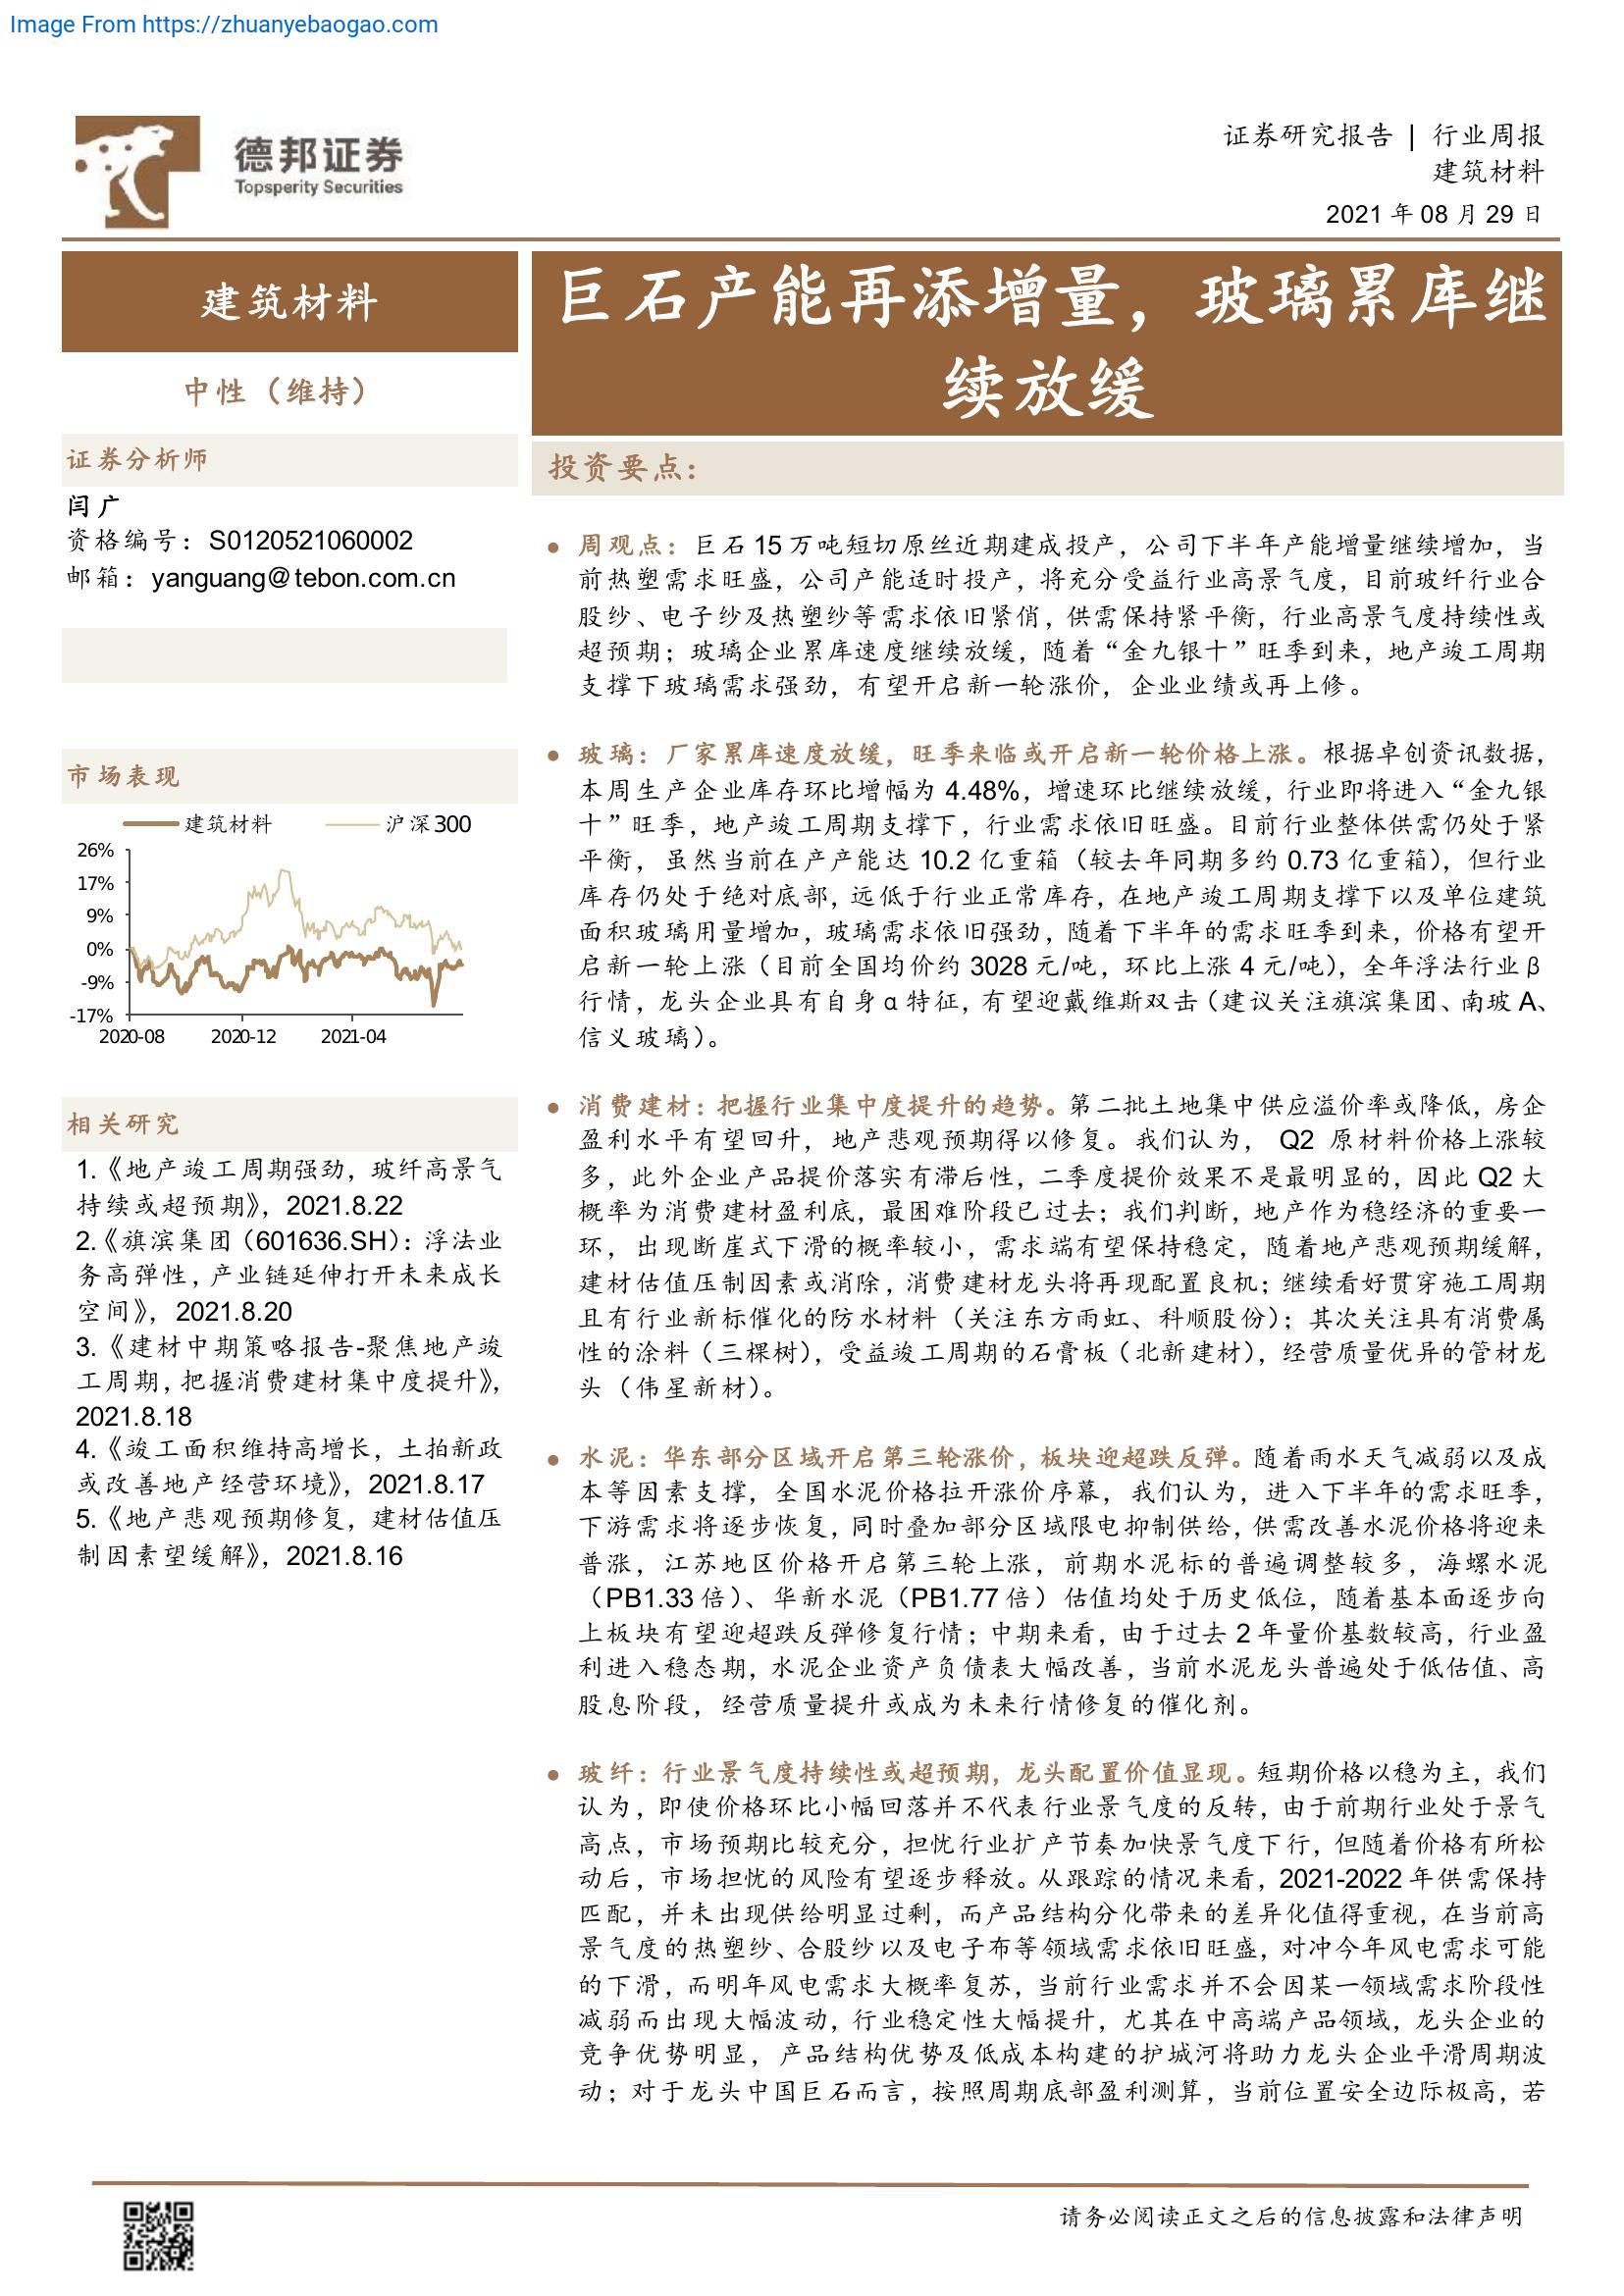 Image From https://zhuanyebaogao.com
德邦证券
Topsperity Securities
证券研究报告 | 行业周报
建筑材料
2021 年 08 月 29 日
建筑材料
中性（维持）
证券分析师
闫广
资格编号：S0120521060002
邮箱：yanguang@tebon.com.cn
市场表现
建筑材料
沪深300
26%
17%
9%
0%
-9%
-17%
2020-08
2020-12
2021-04
相关研究
1.《地产竣工周期强劲，玻纤高景气
持续或超预期》，2021.8.22
2.《旗滨集团（601636.SH）：浮法业
务高弹性，产业链延伸打开未来成长
空间》，2021.8.20
3.《建材中期策略报告-聚焦地产竣
工周期，把握消费建材集中度提升》，
2021.8.18
4.《竣工面积维持高增长，土拍新政
或改善地产经营环境》，2021.8.17
5.《地产悲观预期修复，建材估值压
制因素望缓解》，2021.8.16
巨石产能再添增量，玻璃累库继
续放缓
投资要点：
● 周观点：巨石 15 万吨短切原丝近期建成投产，公司下半年产能增量继续增加，当
前热塑需求旺盛，公司产能适时投产，将充分受益行业高景气度，目前玻纤行业合
股纱、电子纱及热塑纱等需求依旧紧俏，供需保持紧平衡，行业高景气度持续性或
超预期；玻璃企业累库速度继续放缓，随着“金九银十”旺季到来，地产竣工周期
支撑下玻璃需求强劲，有望开启新一轮涨价，企业业绩或再上修。
● 玻璃：厂家累库速度放缓，旺季来临或开启新一轮价格上涨。根据卓创资讯数据，
本周生产企业库存环比增幅为 4.48%，增速环比继续放缓，行业即将进入“金九银
十”旺季，地产竣工周期支撑下，行业需求依旧旺盛。目前行业整体供需仍处于紧
平衡，虽然当前在产产能达 10.2 亿重箱（较去年同期多约 0.73 亿重箱），但行业
库存仍处于绝对底部，远低于行业正常库存，在地产竣工周期支撑下以及单位建筑
面积玻璃用量增加，玻璃需求依旧强劲，随着下半年的需求旺季到来，价格有望开
启新一轮上涨（目前全国均价约 3028 元/吨，环比上涨 4 元/吨），全年浮法行业 β
行情，龙头企业具有自身 α 特征，有望迎戴维斯双击（建议关注旗滨集团、南玻 A、
信义玻璃）。
● 消费建材：把握行业集中度提升的趋势。第二批土地集中供应溢价率或降低，房企
盈利水平有望回升，地产悲观预期得以修复。我们认为，Q2 原材料价格上涨较
多，此外企业产品提价落实有滞后性，二季度提价效果不是最明显的，因此 Q2 大
概率为消费建材盈利底，最困难阶段已过去；我们判断，地产作为稳经济的重要一
环，出现断崖式下滑的概率较小，需求端有望保持稳定，随着地产悲观预期缓解，
建材估值压制因素或消除，消费建材龙头将再现配置良机；继续看好贯穿施工周期
且有行业新标催化的防水材料（关注东方雨虹、科顺股份）；其次关注具有消费属
性的涂料（三棵树），受益竣工周期的石膏板（北新建材），经营质量优异的管材龙
头（伟星新材）。
● 水泥：华东部分区域开启第三轮涨价，板块迎超跌反弹。随着雨水天气减弱以及成
本等因素支撑，全国水泥价格拉开涨价序幕，我们认为，进入下半年的需求旺季，
下游需求将逐步恢复，同时叠加部分区域限电抑制供给，供需改善水泥价格将迎来
普涨，江苏地区价格开启第三轮上涨，前期水泥标的普遍调整较多，海螺水泥
（PB1.33 倍）、华新水泥（PB1.77 倍）估值均处于历史低位，随着基本面逐步向
上板块有望迎超跌反弹修复行情；中期来看，由于过去 2 年量价基数较高，行业盈
利进入稳态期，水泥企业资产负债表大幅改善，当前水泥龙头普遍处于低估值、高
股息阶段，经营质量提升或成为未来行情修复的催化剂。
● 玻纤：行业景气度持续性或超预期，龙头配置价值显现。短期价格以稳为主，我们
认为，即使价格环比小幅回落并不代表行业景气度的反转，由于前期行业处于景气
高点，市场预期比较充分，担忧行业扩产节奏加快景气度下行，但随着价格有所松
动后，市场担忧的风险有望逐步释放。从跟踪的情况来看，2021-2022 年供需保持
匹配，并未出现供给明显过剩，而产品结构分化带来的差异化值得重视，在当前高
景气度的热塑纱、合股纱以及电子布等领域需求依旧旺盛，对冲今年风电需求可能
的下滑，而明年风电需求大概率复苏，当前行业需求并不会因某一领域需求阶段性
减弱而出现大幅波动，行业稳定性大幅提升，尤其在中高端产品领域，龙头企业的
竞争优势明显，产品结构优势及低成本构建的护城河将助力龙头企业平滑周期波
动；对于龙头中国巨石而言，按照周期底部盈利测算，当前位置安全边际极高，若
请务必阅读正文之后的信息披露和法律声明